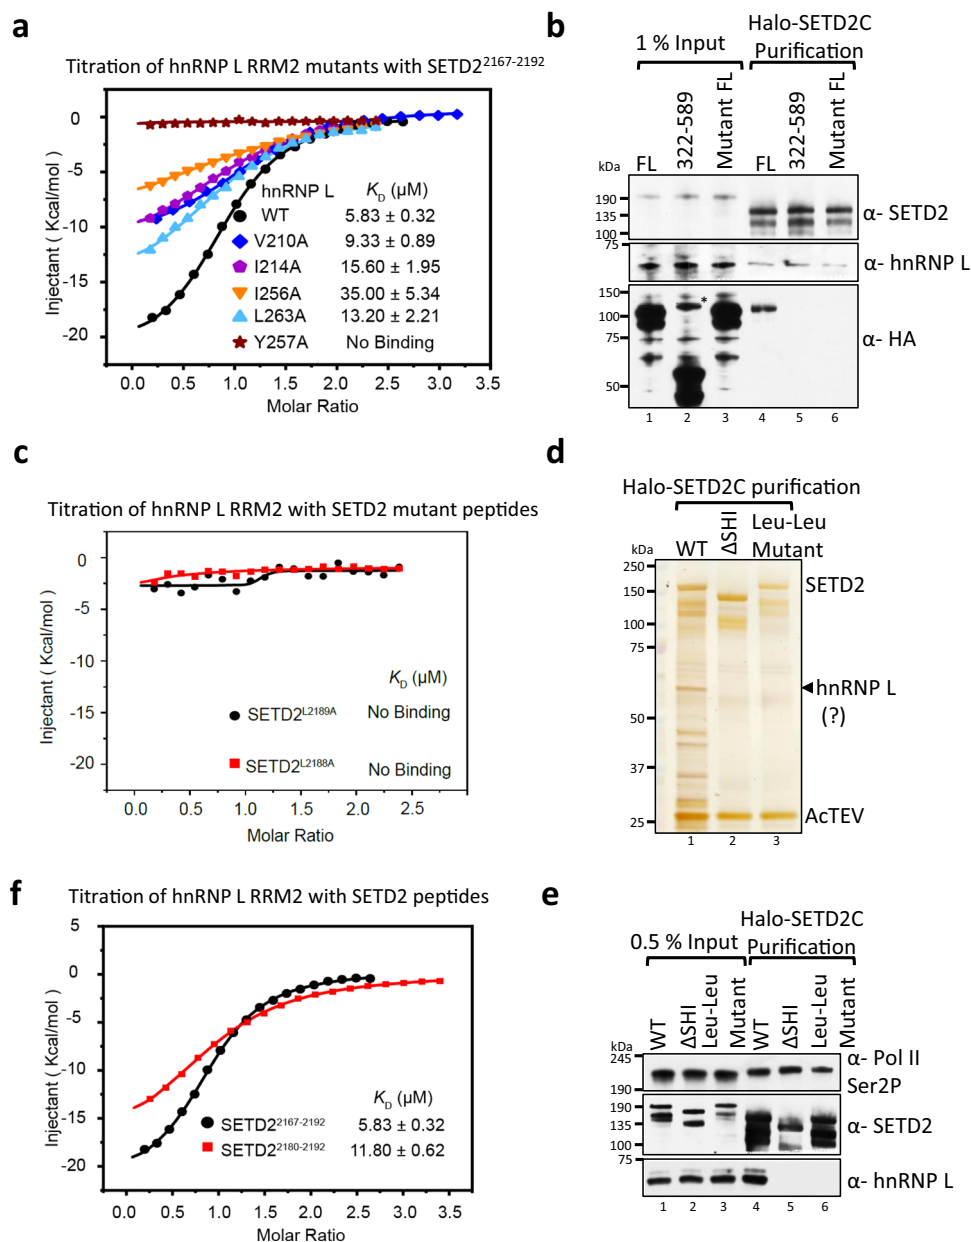 a
Titration of hnRNP L RRM2 mutants with SETD2²¹⁶⁷⁻²¹⁹²
Injectant ( Kcal/mol)
0
-5
-10
-15
-20
hnRNP L K_D (µM)
WT 5.83 ± 0.32
V210A 9.33 ± 0.89
I214A 15.60 ± 1.95
I256A 35.00 ± 5.34
L263A 13.20 ± 2.21
Y257A No Binding
0.0 0.5 1.0 1.5 2.0 2.5 3.0 3.5
Molar Ratio
b
1 % Input
Halo-SETD2C Purification
FL 322-589 Mutant FL FL 322-589 Mutant FL
kDa
190
135
100
α- SETD2
75
α- hnRNP L
150
100
75
50
*
α- HA
1 2 3 4 5 6
c
Titration of hnRNP L RRM2 with SETD2 mutant peptides
Injectant ( Kcal/mol)
0
-5
-10
-15
-20
K_D (µM)
SETD2ᴸ²¹⁸⁹ᴬ No Binding
SETD2ᴸ²¹⁸⁸ᴬ No Binding
0.0 0.5 1.0 1.5 2.0 2.5 3.0
Molar Ratio
d
Halo-SETD2C purification
WT ΔSHI Leu-Leu Mutant
kDa
250
150
100
75
50
37
25
SETD2
hnRNP L
(?)
AcTEV
1 2 3
f
Titration of hnRNP L RRM2 with SETD2 peptides
Injectant ( Kcal/mol)
5
0
-5
-10
-15
-20
K_D (µM)
SETD2²¹⁶⁷⁻²¹⁹² 5.83 ± 0.32
SETD2²¹⁸⁰⁻²¹⁹² 11.80 ± 0.62
0.0 0.5 1.0 1.5 2.0 2.5 3.0 3.5
Molar Ratio
e
0.5 % Input
Halo-SETD2C Purification
WT ΔSHI Leu-Leu Mutant WT ΔSHI Leu-Leu Mutant
kDa
245
190
α- Pol II
Ser2P
190
135
100
α- SETD2
75
α- hnRNP L
1 2 3 4 5 6